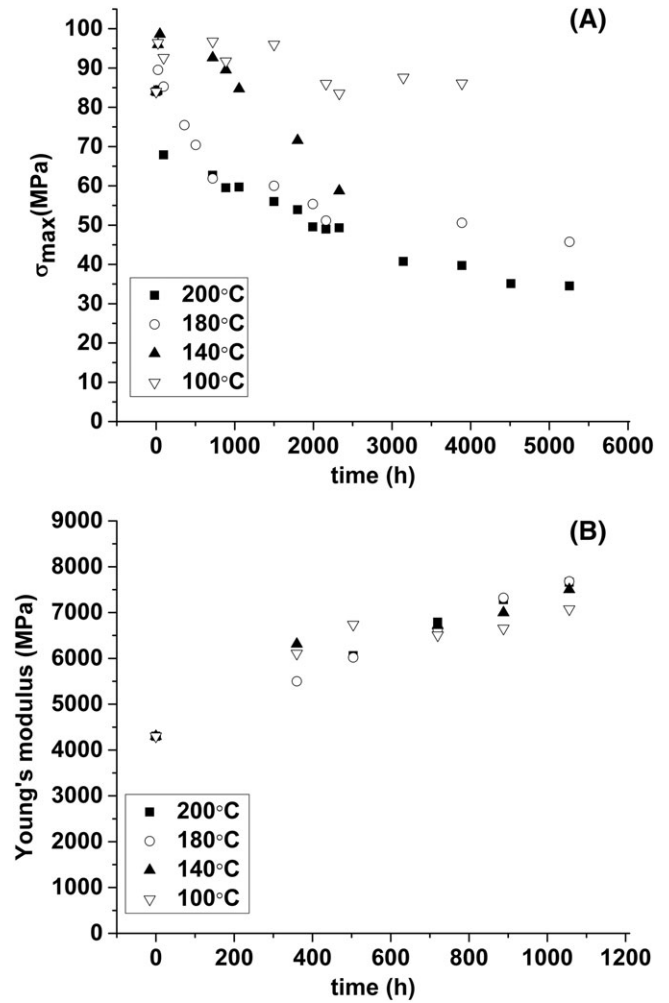 (A)
100
90
80
70
60
50
40
30
20
10
0
σmax(MPa)
200°C
180°C
140°C
100°C
0 1000 2000 3000 4000 5000 6000
time (h)
(B)
9000
8000
7000
6000
5000
4000
3000
2000
1000
0
Young's modulus (MPa)
200°C
180°C
140°C
100°C
0 200 400 600 800 1000 1200
time (h)